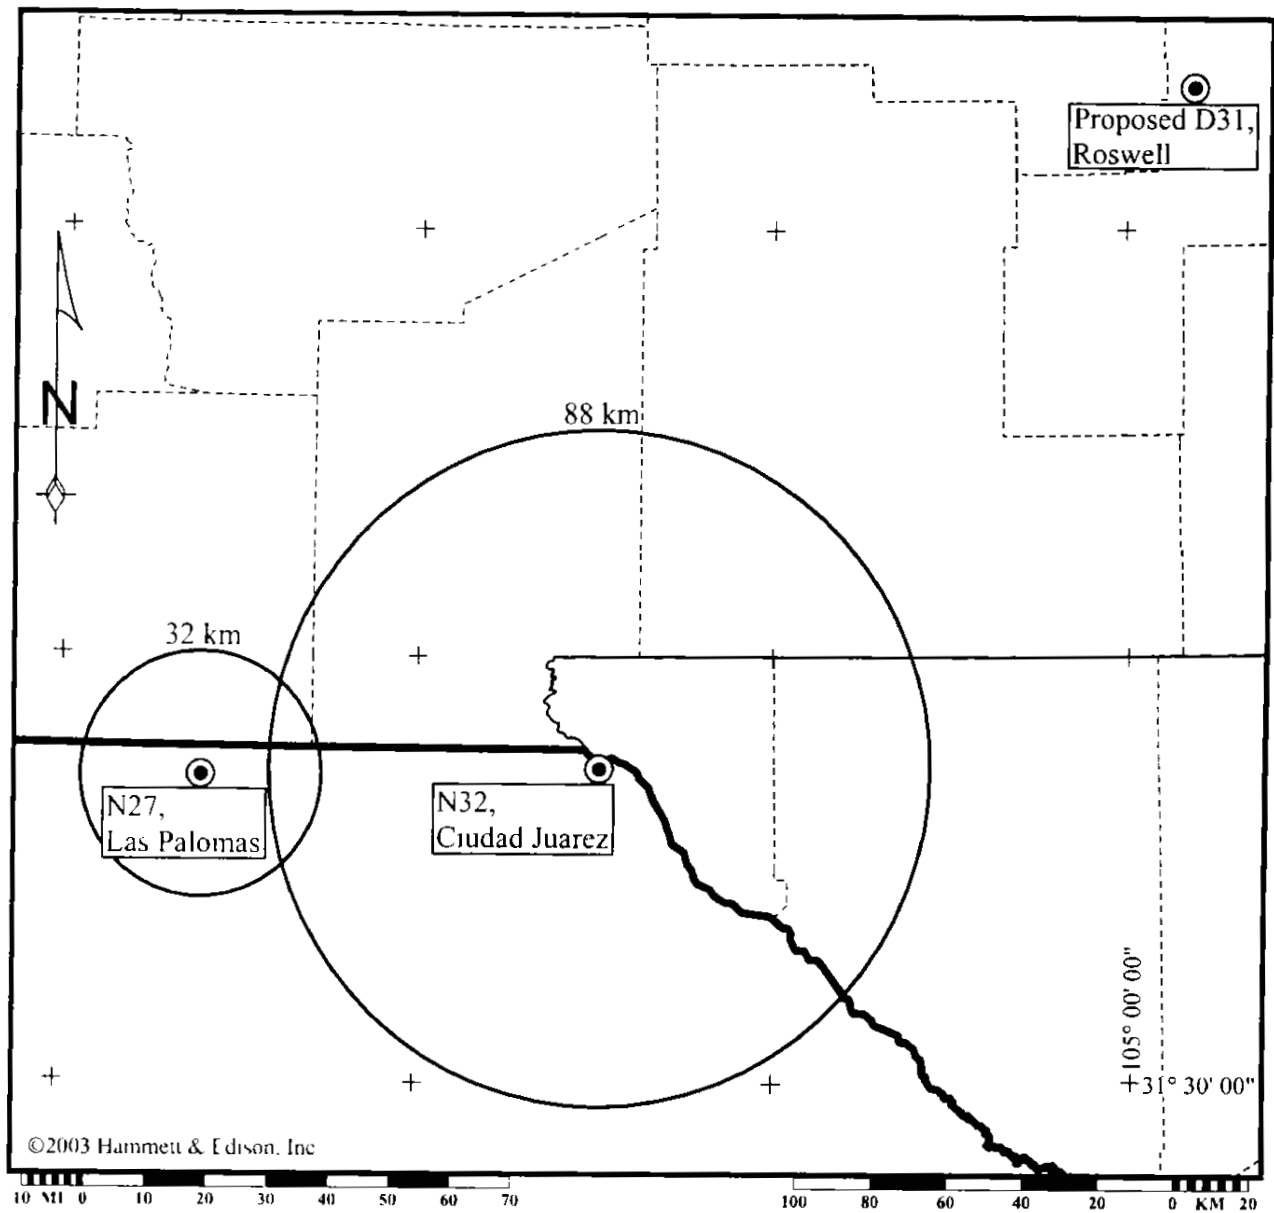 Proposed D31,
Roswell
N
88 km
32 km
N27,
Las Palomas
N32,
Ciudad Juarez
105° 00' 00"
31° 30' 00"
©2003 Hammett & Edison, Inc
10 MI 0 10 20 30 40 50 60 70
100 80 60 40 20 0 KM 20